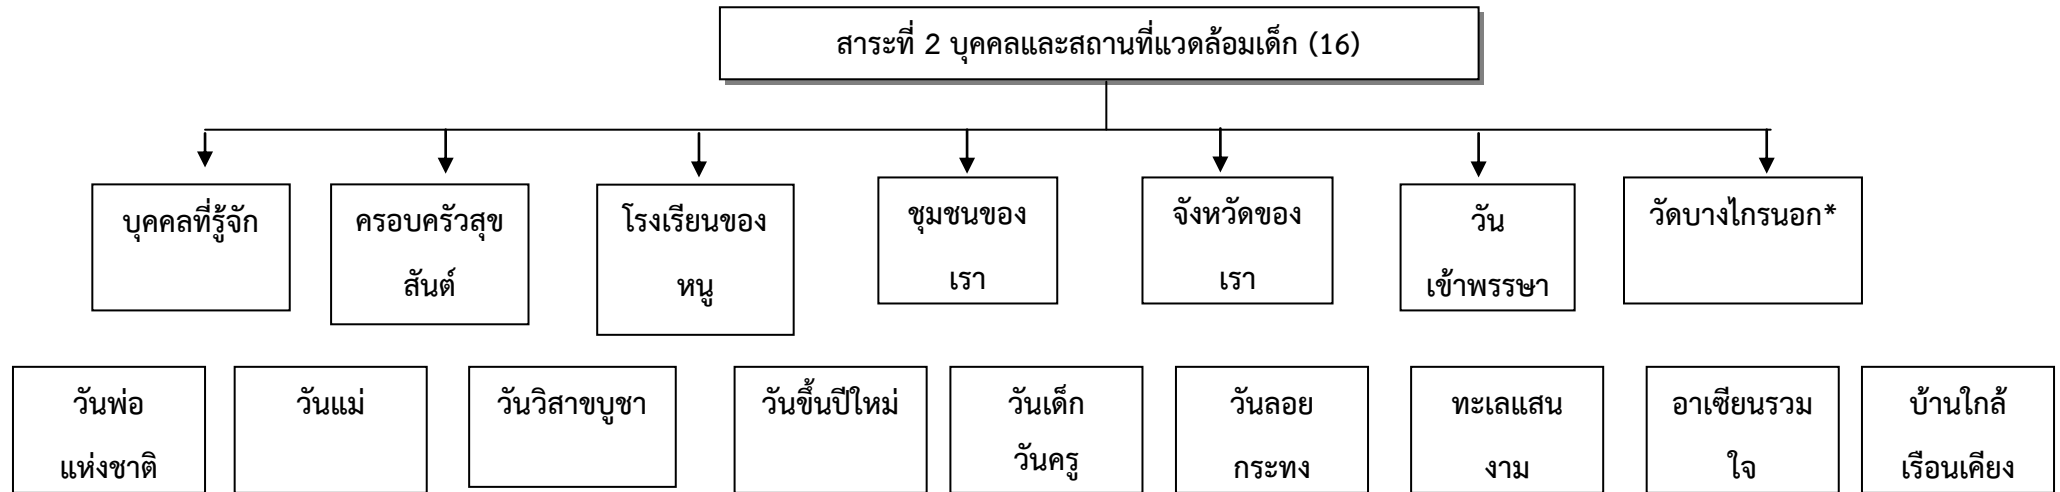 สาระที่ 2 บุคคลและสถานที่แวดล้อมเด็ก (16)
บุคคลที่รู้จัก
ครอบครัวสุข
สันต์
โรงเรียนของ
หนู
ชุมชนของ
เรา
จังหวัดของ
เรา
วัน
เข้าพรรษา
วัดบางไกรนอก*
วันพ่อ
แห่งชาติ
วันแม่
วันวิสาขบูชา
วันขึ้นปีใหม่
วันเด็ก
วันครู
วันลอย
กระทง
ทะเลแสน
งาม
อาเซียนรวม
ใจ
บ้านใกล้
เรือนเคียง